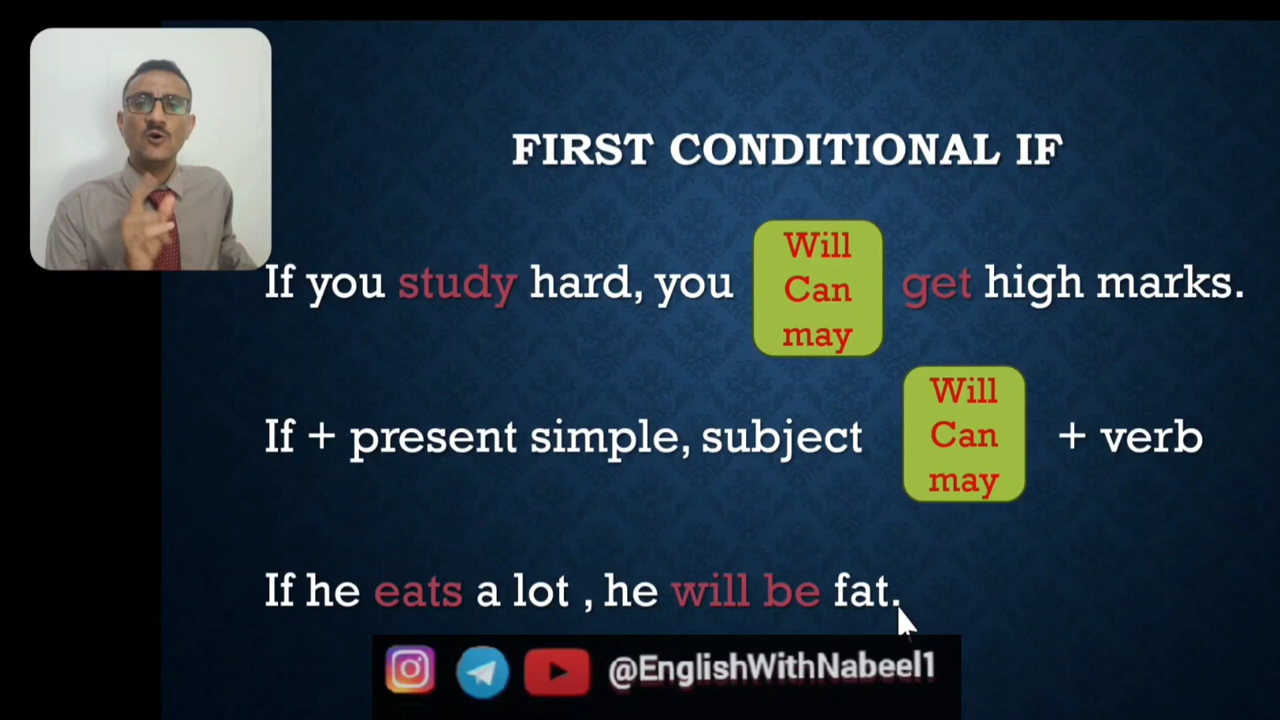 FIRST CONDITIONAL IF
If you study hard, you
Will
Can
may
get high marks.
If + present simple, subject
Will
Can
may
+ verb
If he eats a lot , he will be fat.
@EnglishWithNabeel1